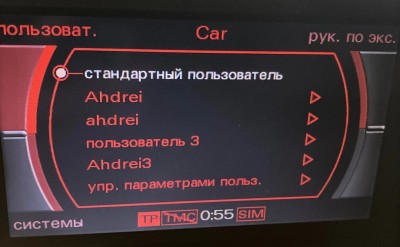 пользоват. Car рук. по экс.
стандартный пользователь
Ahdrei
ahdrei
пользователь 3
Ahdrei3
упр. параметрами польз.
системы TP TMC 0:55 SIM